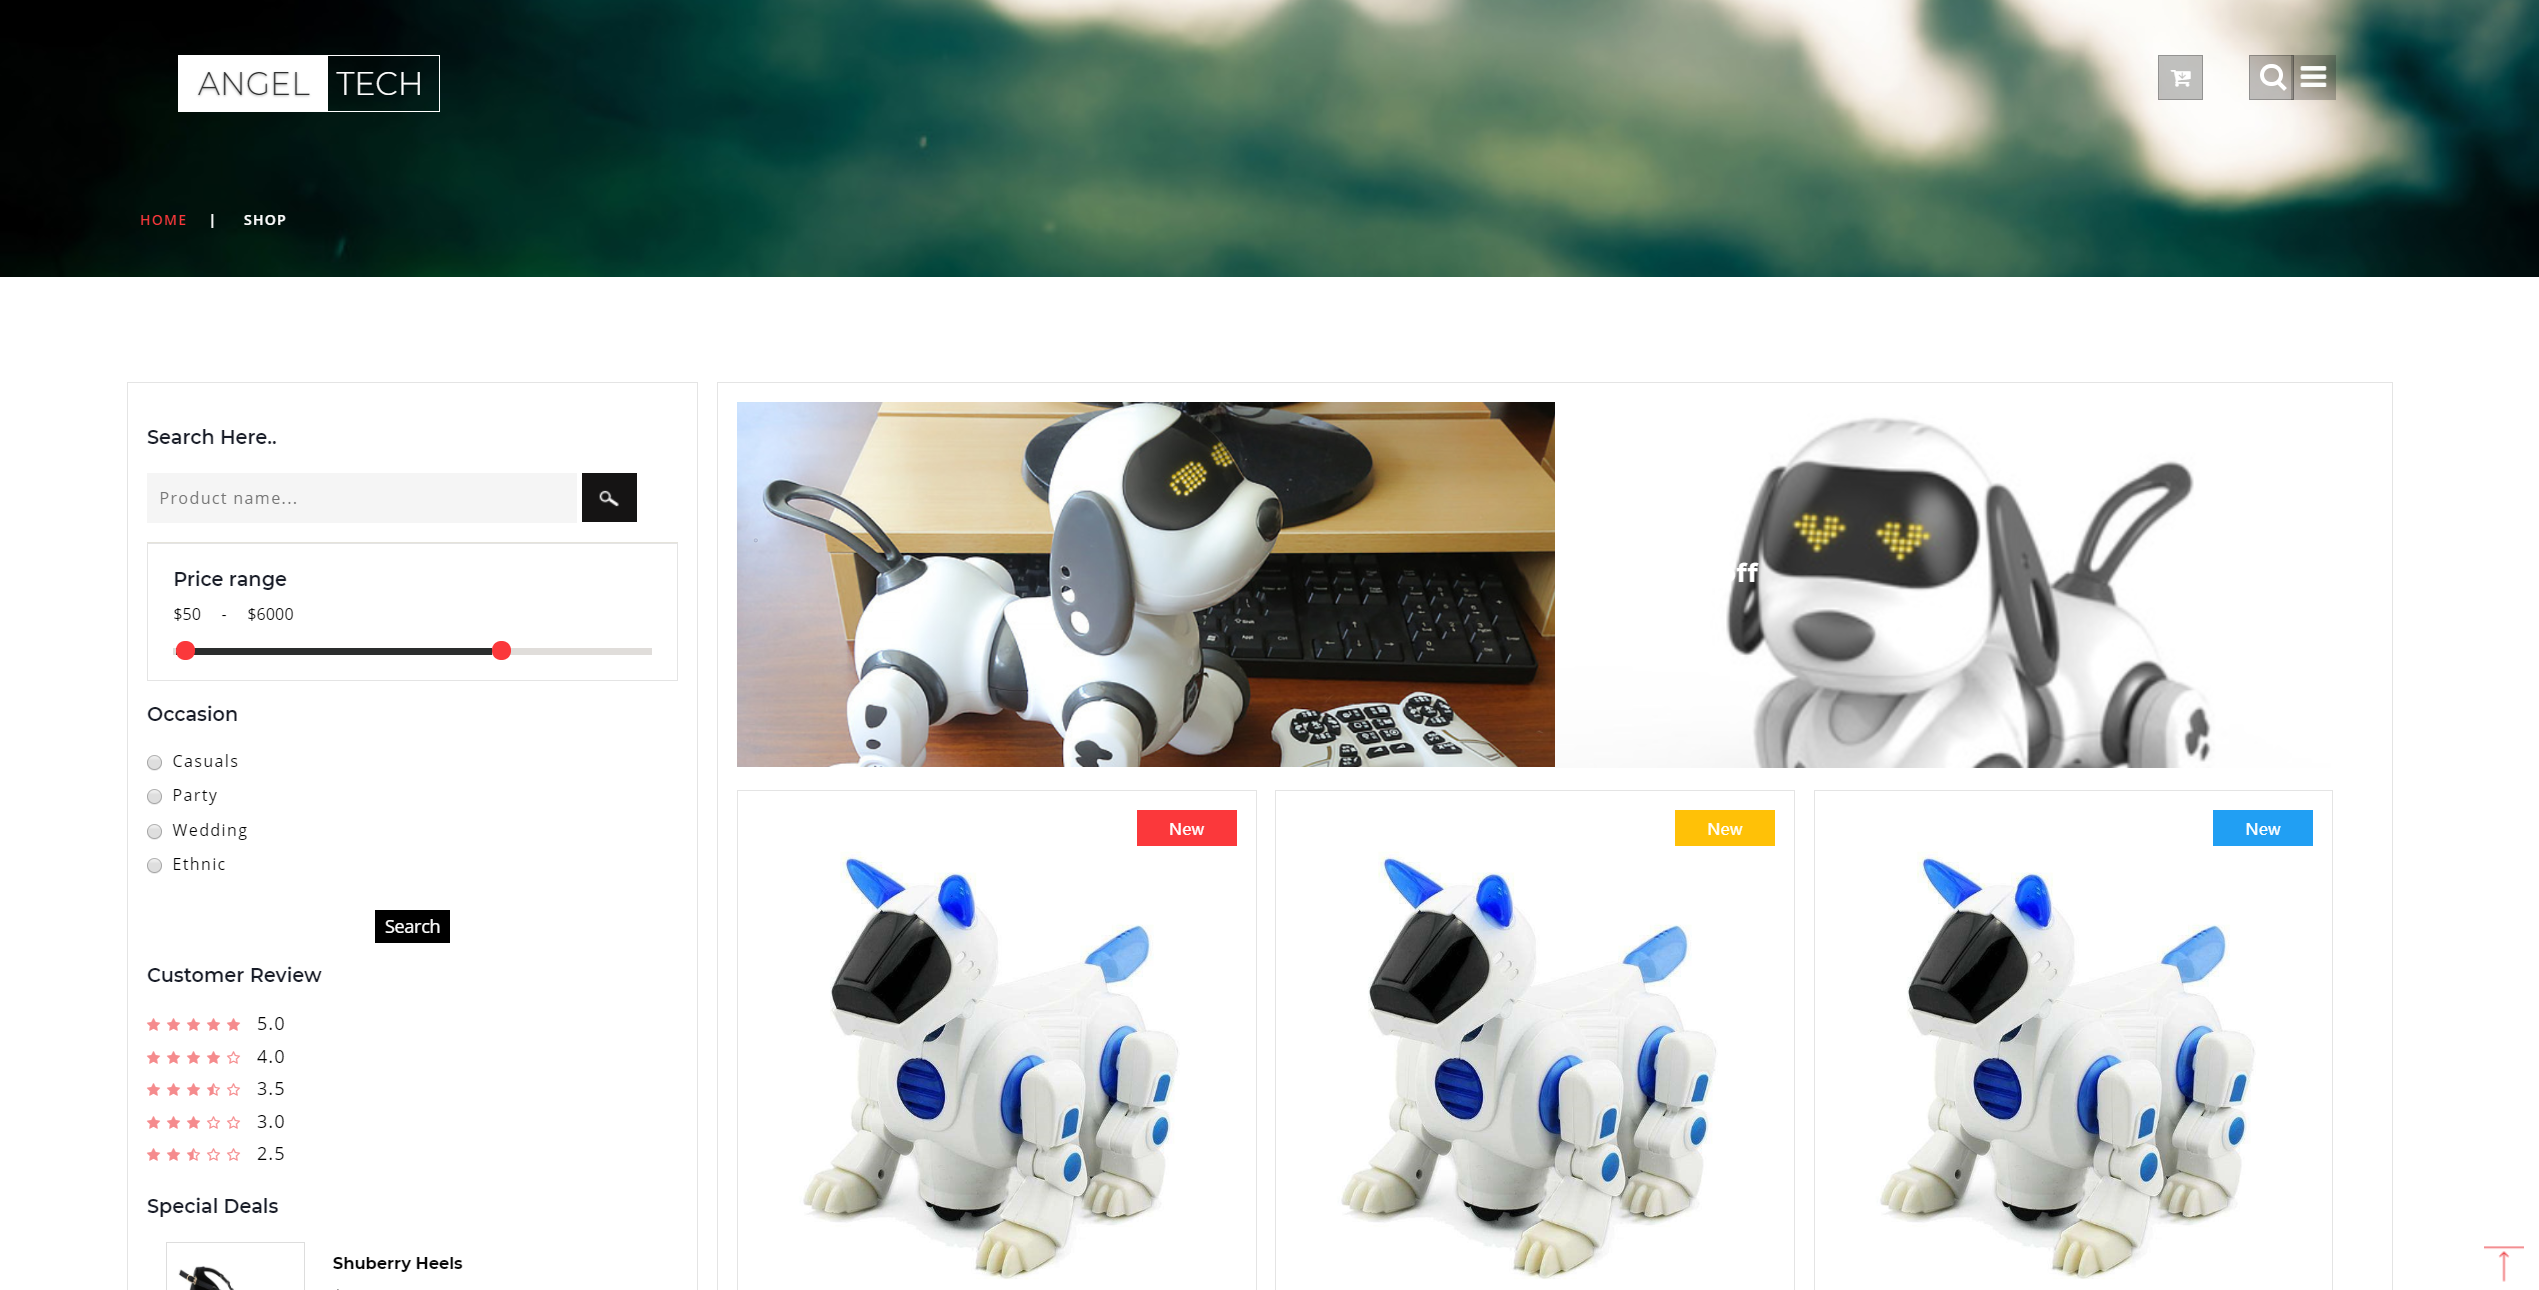 ANGEL TECH
HOME | SHOP
Search Here..
Product name...
Price range
$50 - $6000
Occasion
Casuals
Party
Wedding
Ethnic
Search
Customer Review
5.0
4.0
3.5
3.0
2.5
Special Deals
Shuberry Heels
New
New
New